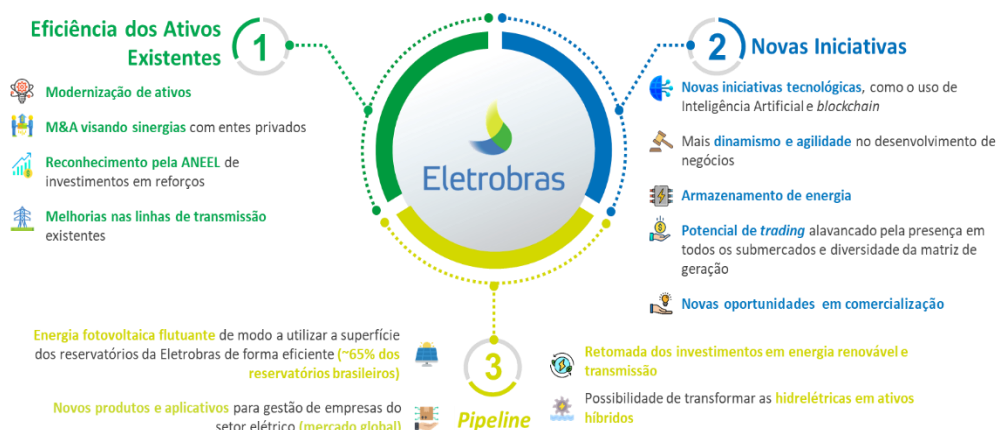 Eficiência dos Ativos
Existentes
1
Modernização de ativos
M&A visando sinergias com entes privados
Reconhecimento pela ANEEL de
investimentos em reforços
Melhorias nas linhas de transmissão
existentes
Eletrobras
2
Novas Iniciativas
Novas iniciativas tecnológicas, como o uso de
Inteligência Artificial e blockchain
Mais dinamismo e agilidade no desenvolvimento de
negócios
Armazenamento de energia
Potencial de trading alavancado pela presença em
todos os submercados e diversidade da matriz de
geração
Novas oportunidades em comercialização
3
Pipeline
Energia fotovoltaica flutuante de modo a utilizar a superfície
dos reservatórios da Eletrobras de forma eficiente (~65% dos
reservatórios brasileiros)
Novos produtos e aplicativos para gestão de empresas do
setor elétrico (mercado global)
Retomada dos investimentos em energia renovável e
transmissão
Possibilidade de transformar as hidrelétricas em ativos
híbridos